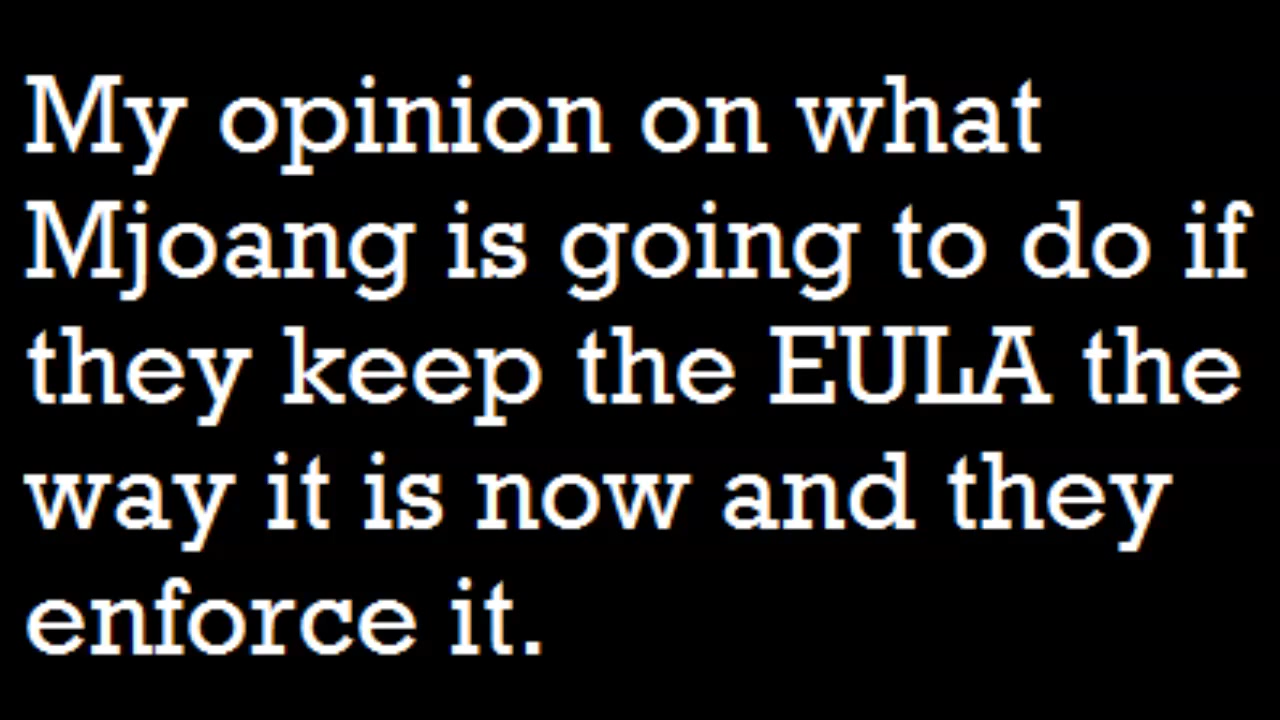 My opinion on what
Mjoang is going to do if
they keep the EULA the
way it is now and they
enforce it.